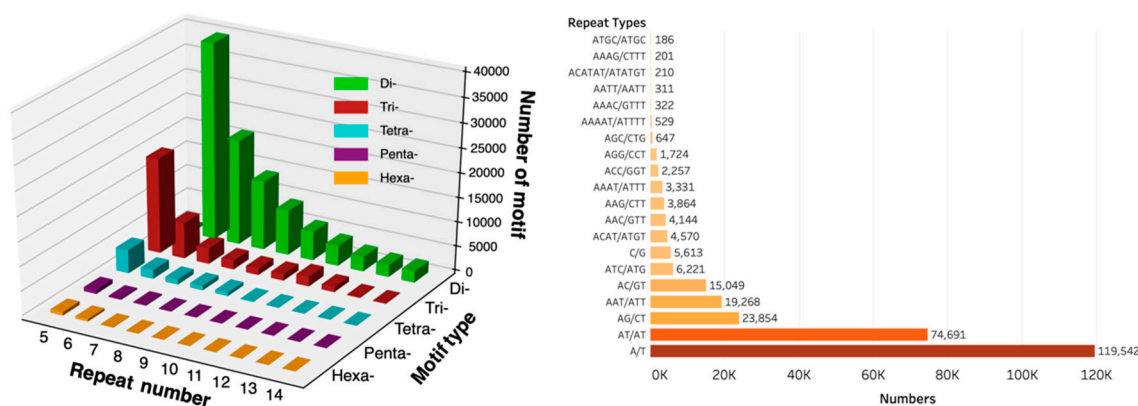 Di-
Tri-
Tetra-
Penta-
Hexa-
40000
35000
30000
25000
20000
15000
10000
5000
0
Number of motif
Di-
Tri-
Tetra-
Penta-
Hexa-
Motif type
5 6 7 8 9 10 11 12 13 14
Repeat number
Repeat Types
ATGC/ATGC 186
AAAG/CTTT 201
ACATAT/ATATGT 210
AATT/AATT 311
AAAC/GTTT 322
AAAAT/ATTTT 529
AGC/CTG 647
AGG/CCT 1,724
ACC/GGT 2,257
AAAT/ATTT 3,331
AAG/CTT 3,864
AAC/GTT 4,144
ACAT/ATGT 4,570
C/G 5,613
ATC/ATG 6,221
AC/GT 15,049
AAT/ATT 19,268
AG/CT 23,854
AT/AT 74,691
A/T 119,542
0K 20K 40K 60K 80K 100K 120K
Numbers